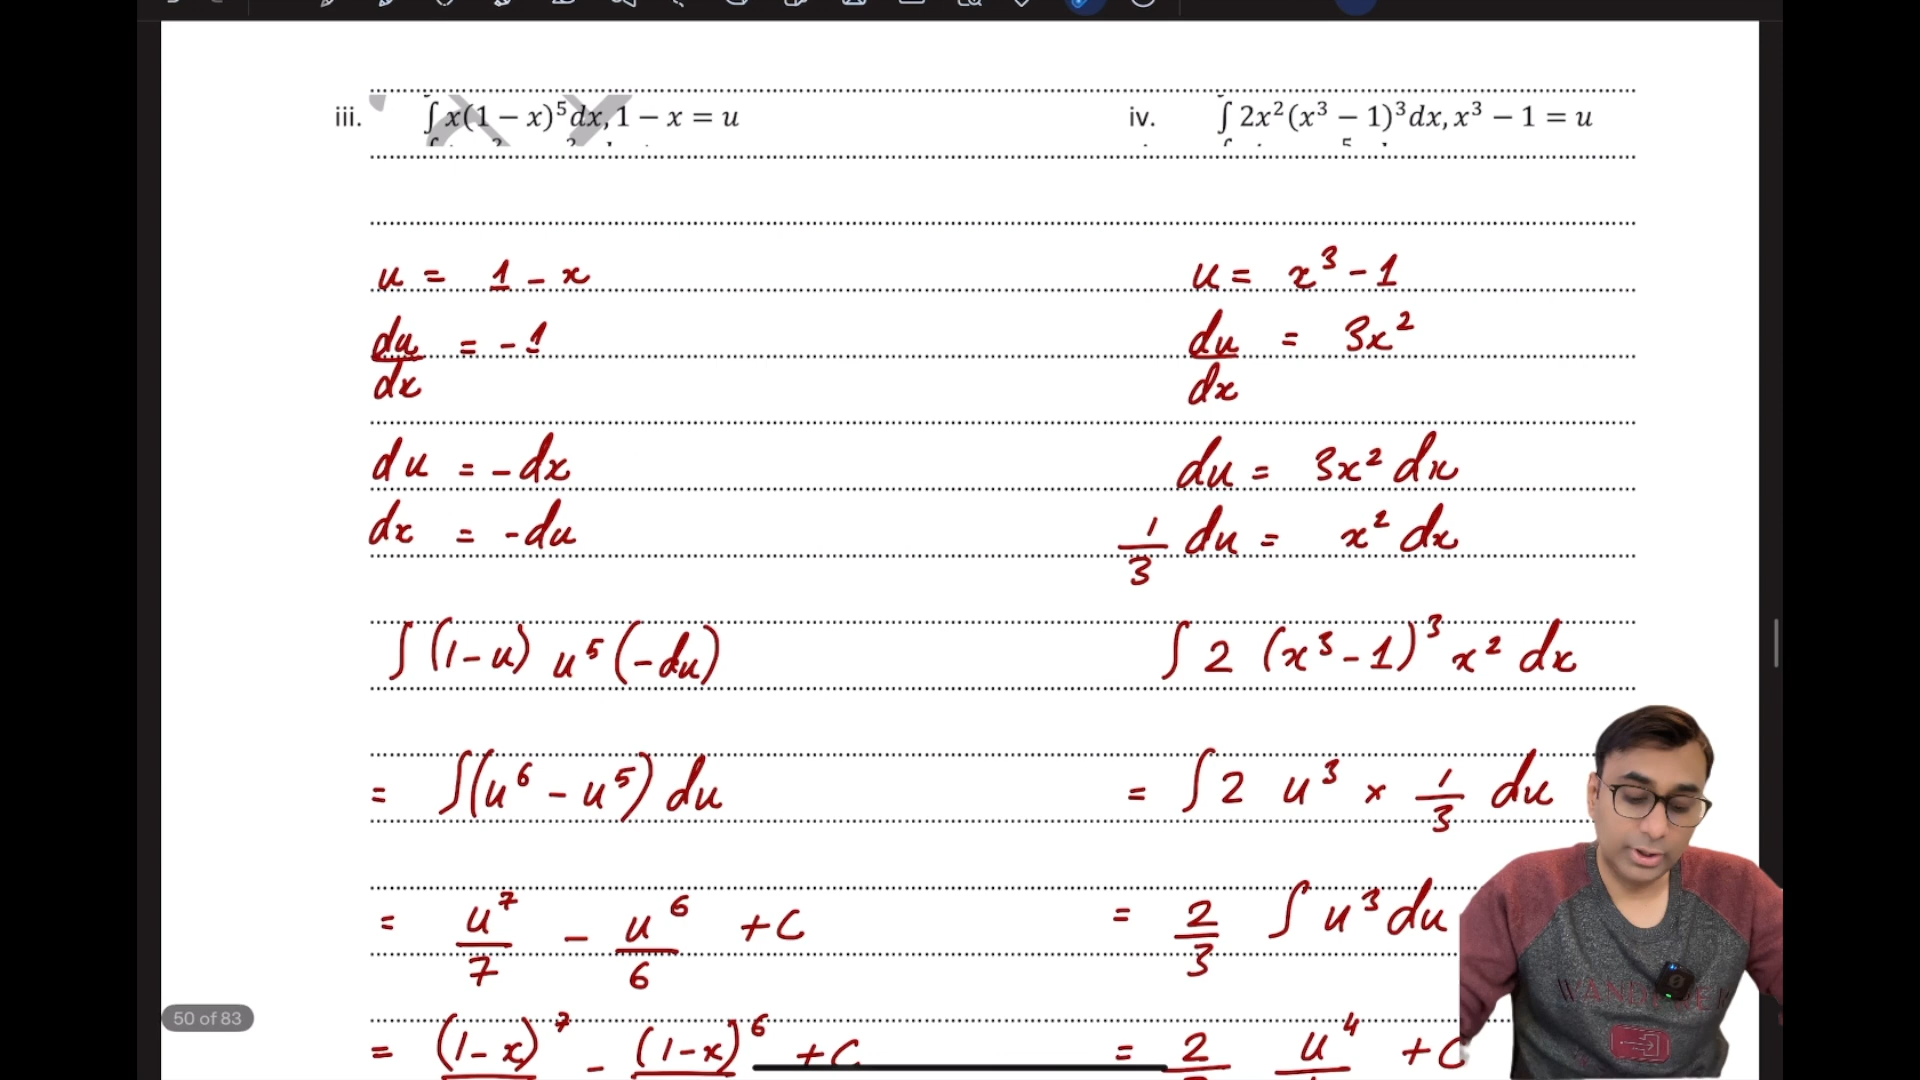 iii. ∫ x(1 − x)⁵dx, 1 − x = u
iv. ∫ 2x²(x³ − 1)³dx, x³ − 1 = u
u = 1 - x
du/dx = -1
du = -dx
dx = -du
∫ (1-u) u⁵ (-du)
= ∫(u⁶ - u⁵) du
= u⁷/7 - u⁶/6 + C
= (1-x)⁷ - (1-x)⁶ + C
u = x³ - 1
du/dx = 3x²
du = 3x² dx
1/3 du = x² dx
∫ 2 (x³-1)³ x² dx
= ∫ 2 u³ × 1/3 du
= 2/3 ∫ u³ du
= 2 u⁴ + C
50 of 83